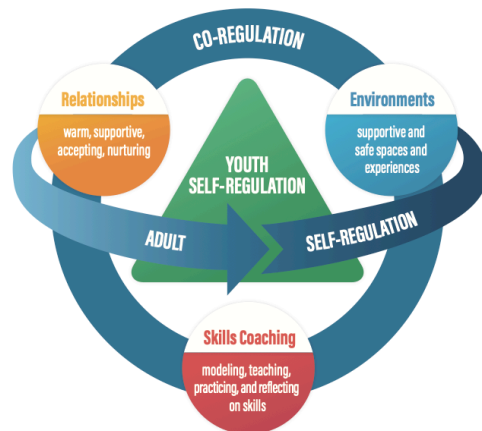 CO-REGULATION
Relationships
warm, supportive,
accepting, nurturing
Environments
supportive and
safe spaces and
experiences
YOUTH
SELF-REGULATION
ADULT
SELF-REGULATION
Skills Coaching
modeling, teaching,
practicing, and reflecting
on skills